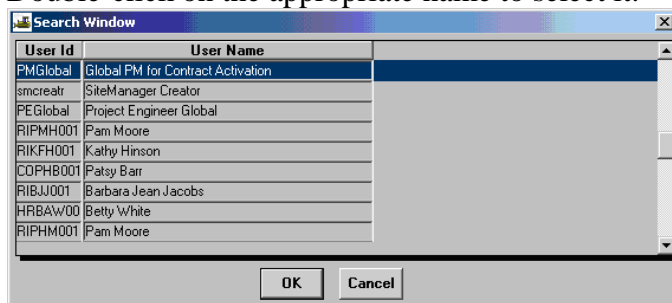 Double-click on the appropriate name to select it.
Search Window
User Id User Name
PMGlobal Global PM for Contract Activation
smcreatr SiteManager Creator
PEGlobal Project Engineer Global
RIPMH001 Pam Moore
RIKFH001 Kathy Hinson
COPHB001 Patsy Barr
RIBJJ001 Barbara Jean Jacobs
HRBAW00 Betty White
RIPHM001 Pam Moore
OK Cancel